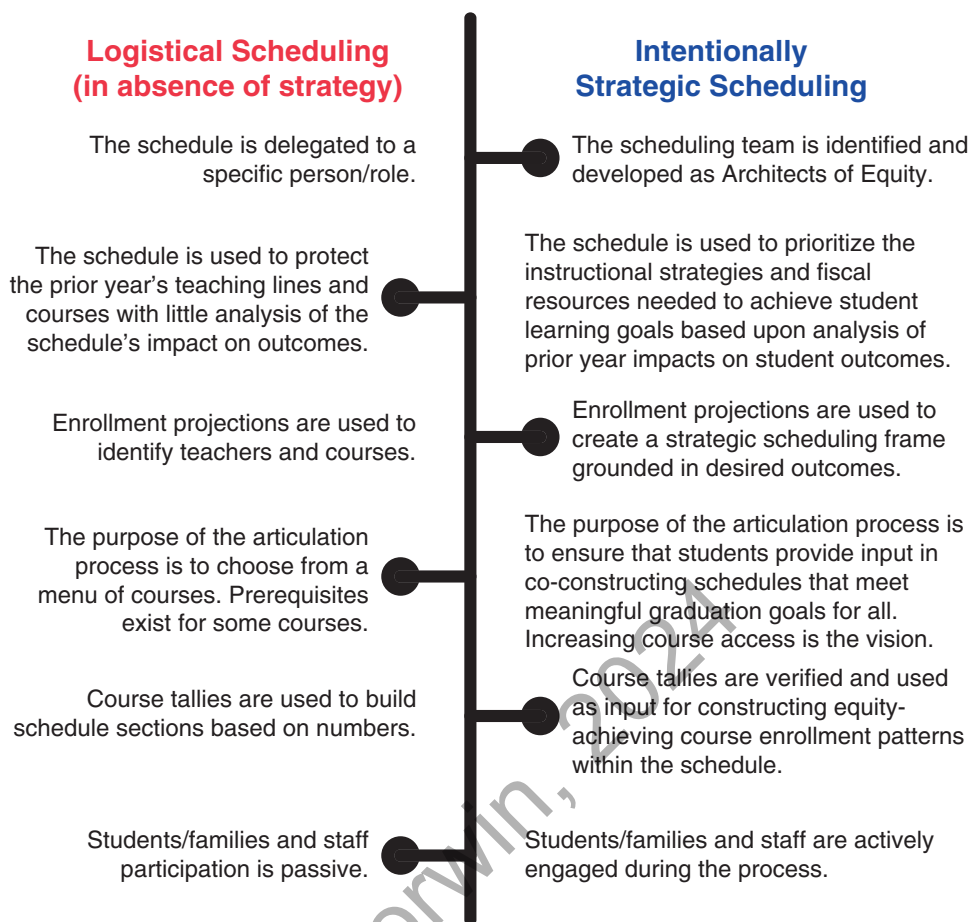 Logistical Scheduling
(in absence of strategy)
Intentionally
Strategic Scheduling
The schedule is delegated to a
specific person/role.
The scheduling team is identified and
developed as Architects of Equity.
The schedule is used to protect
the prior year’s teaching lines and
courses with little analysis of the
schedule’s impact on outcomes.
The schedule is used to prioritize the
instructional strategies and fiscal
resources needed to achieve student
learning goals based upon analysis of
prior year impacts on student outcomes.
Enrollment projections are used to
identify teachers and courses.
Enrollment projections are used to
create a strategic scheduling frame
grounded in desired outcomes.
The purpose of the articulation
process is to choose from a
menu of courses. Prerequisites
exist for some courses.
The purpose of the articulation process is
to ensure that students provide input in
co-constructing schedules that meet
meaningful graduation goals for all.
Increasing course access is the vision.
Course tallies are used to build
schedule sections based on numbers.
Course tallies are verified and used
as input for constructing equity-
achieving course enrollment patterns
within the schedule.
Students/families and staff
participation is passive.
Students/families and staff are actively
engaged during the process.
2024